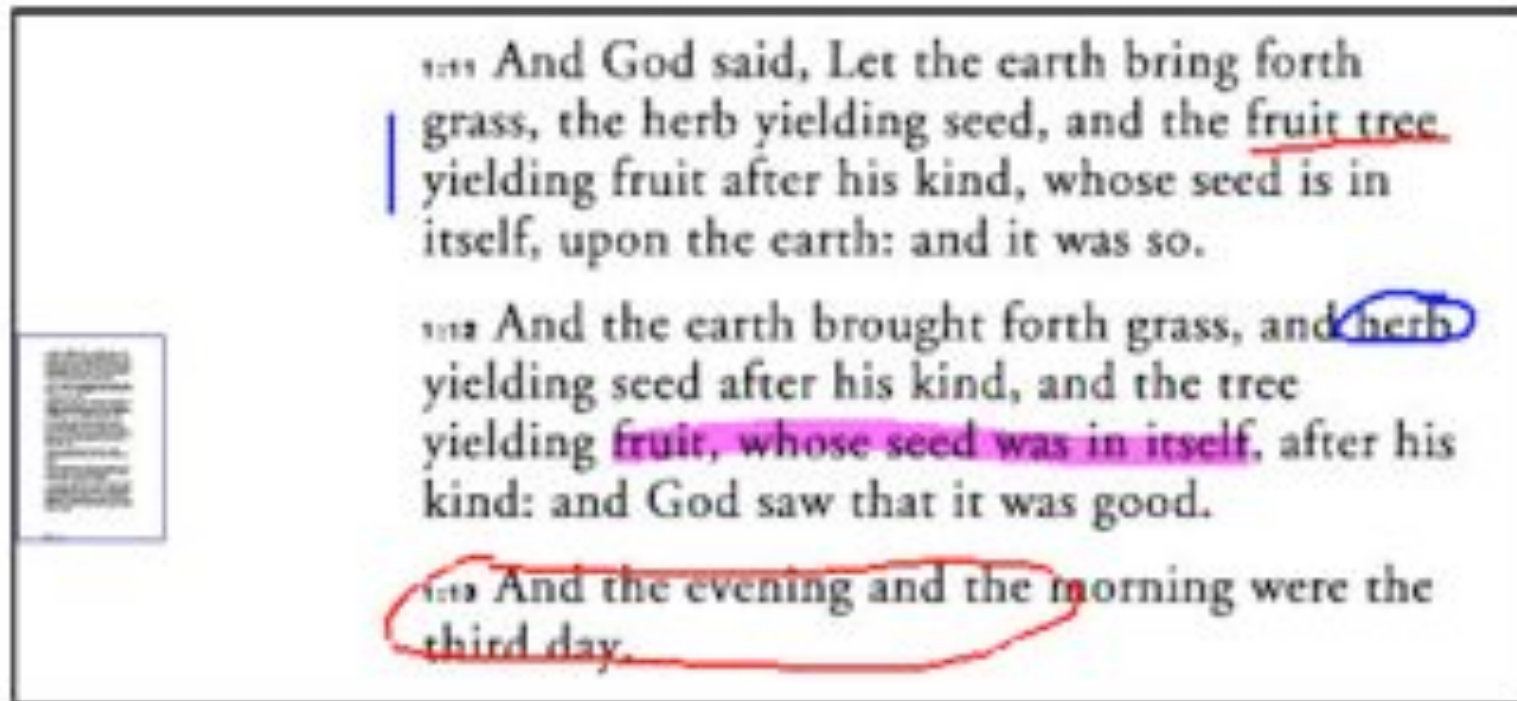 1:11 And God said, Let the earth bring forth
grass, the herb yielding seed, and the fruit tree
yielding fruit after his kind, whose seed is in
itself, upon the earth: and it was so.
1:12 And the earth brought forth grass, and herb
yielding seed after his kind, and the tree
yielding fruit, whose seed was in itself, after his
kind: and God saw that it was good.
1:13 And the evening and the morning were the
third day.